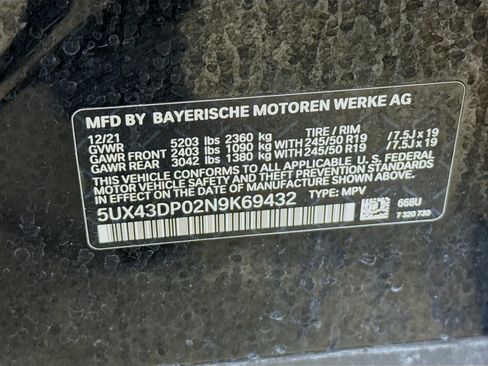 MFD BY BAYERISCHE MOTOREN WERKE AG
12/21 TIRE / RIM
GVWR 5203 lbs 2360 kg
GAWR FRONT 2403 lbs 1090 kg 245/50 R19 / 7.5J x 19
GAWR REAR 3042 lbs 1380 kg 245/50 R19 / 7.5J x 19
THIS VEHICLE CONFORMS TO ALL APPLICABLE
U.S. FEDERAL MOTOR VEHICLE SAFETY AND THEFT PREVENTION
STANDARDS IN EFFECT ON THE DATE OF MANUFACTURE SHOWN ABOVE.
5UX43DP02N9K69432 TYPE: MPV
668U
7 320 730